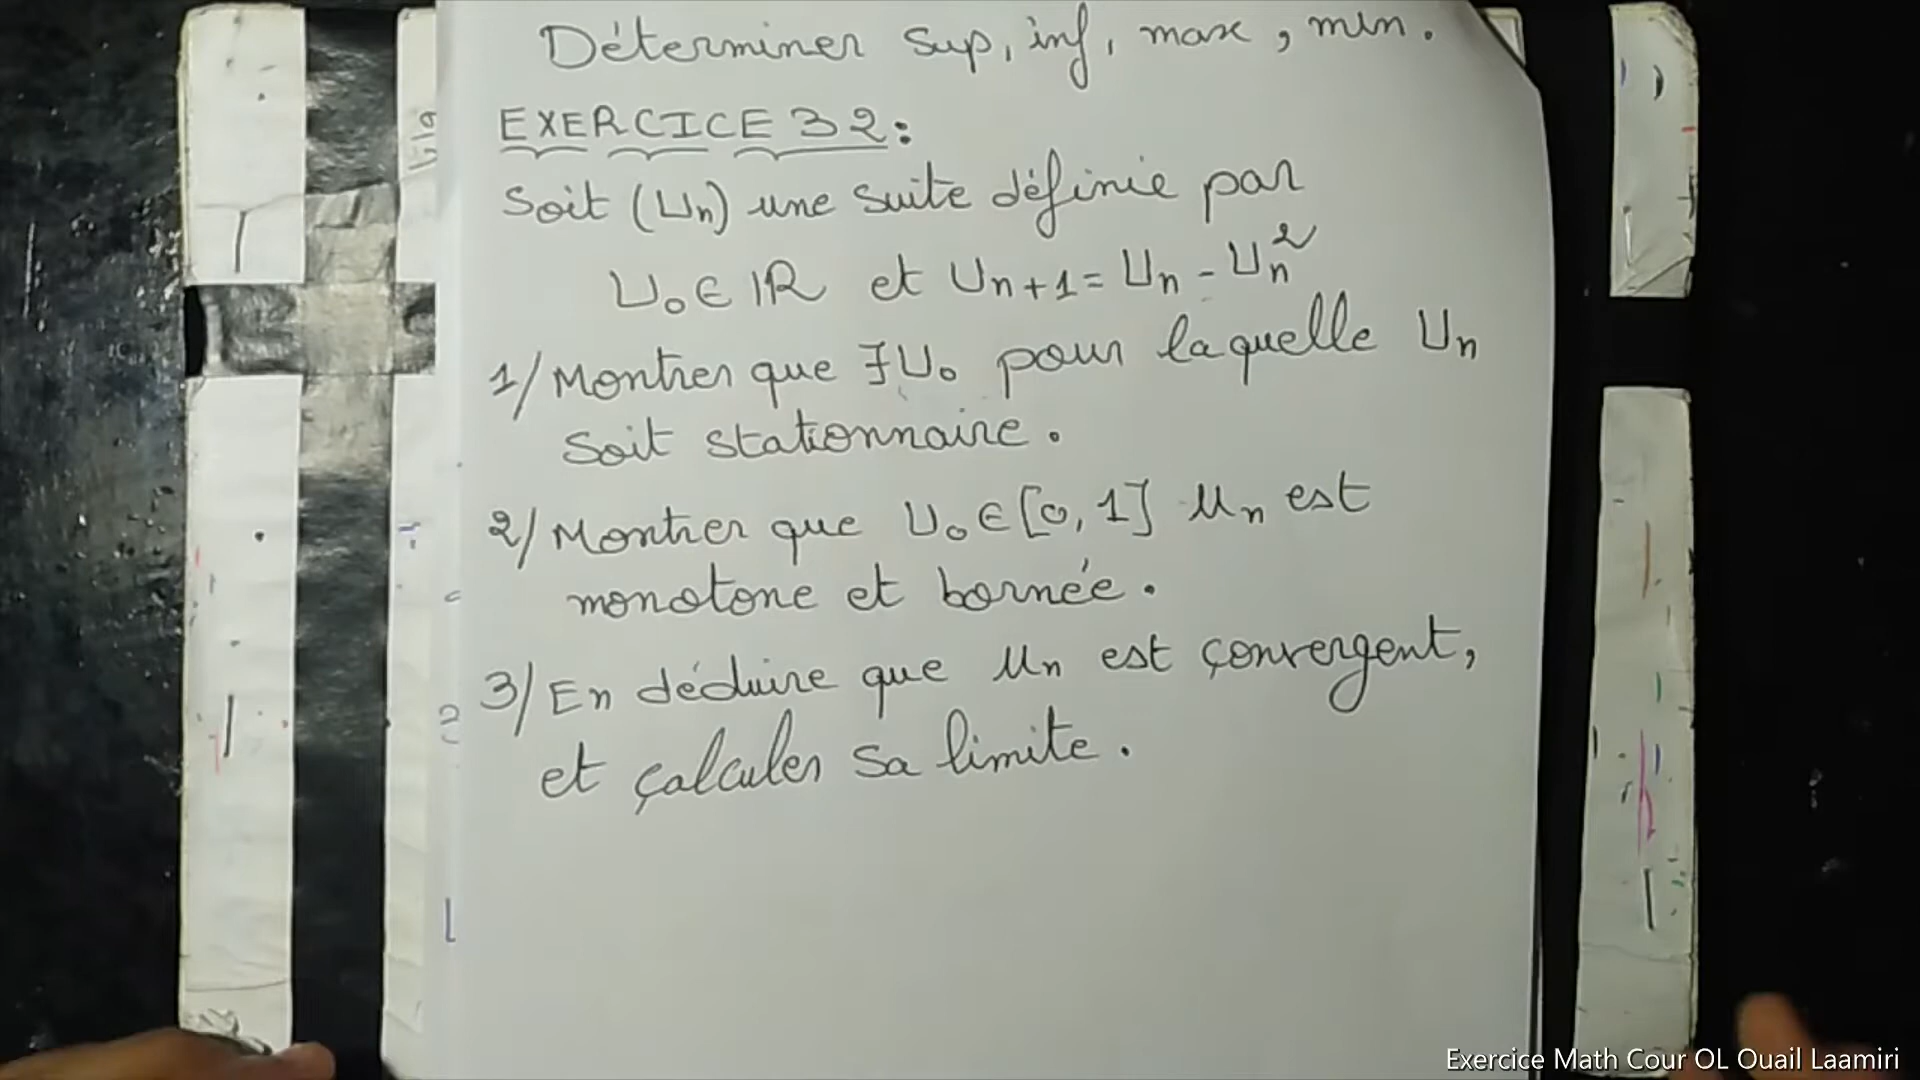 Déterminer sup, inf, max, min.
EXERCICE 32:
Soit (Un) une suite définie par
U₀ ∈ ℝ et Uₙ₊₁ = Uₙ - Uₙ²
1/ Montrer que ∃U₀ pour laquelle Un
soit stationnaire.
2/ Montrer que U₀ ∈ [0, 1] Un est
monotone et bornée.
3/ En déduire que Un est convergent,
et calculer sa limite.
Exercice Math Cour OL Ouail Laamiri